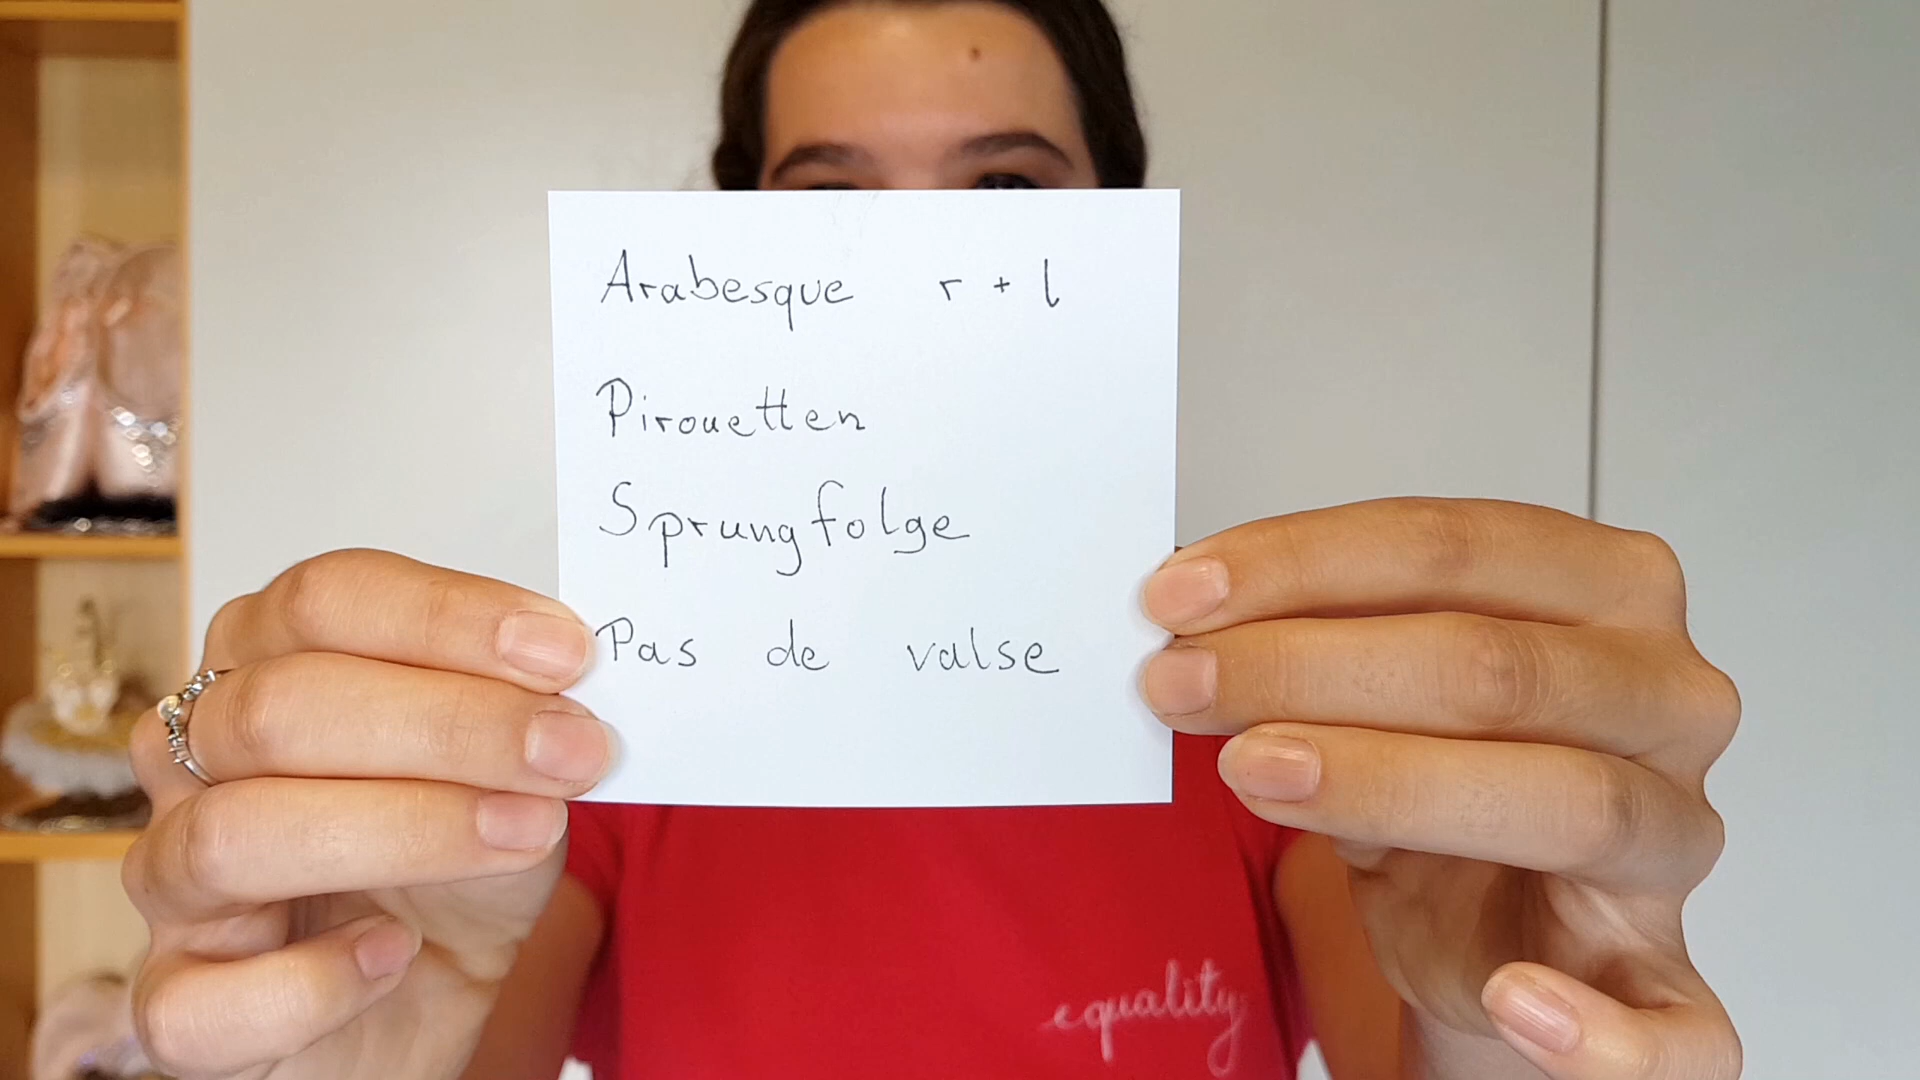 Arabesque r + l
Pirouetten
Sprungfolge
Pas de valse
equality